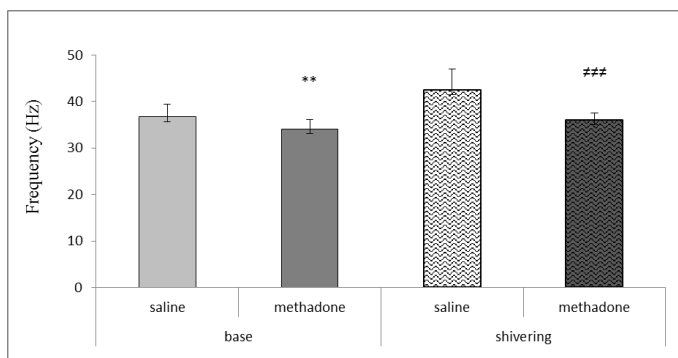 50
40
30
20
10
0
Frequency (Hz)
**
≠≠≠
saline methadone saline methadone
base shivering